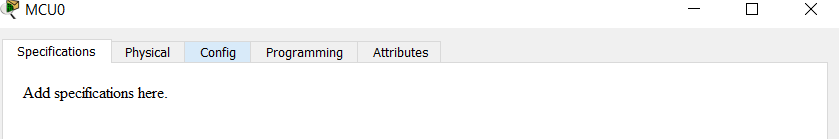 MCU0
Specifications Physical Config Programming Attributes
Add specifications here.